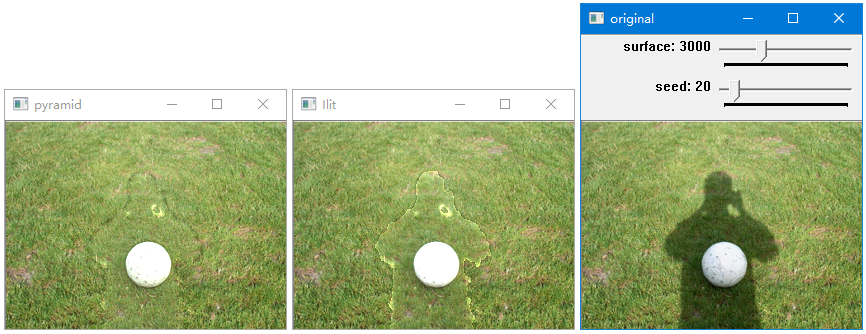 original
surface: 3000
seed: 20
pyramid
Ilit